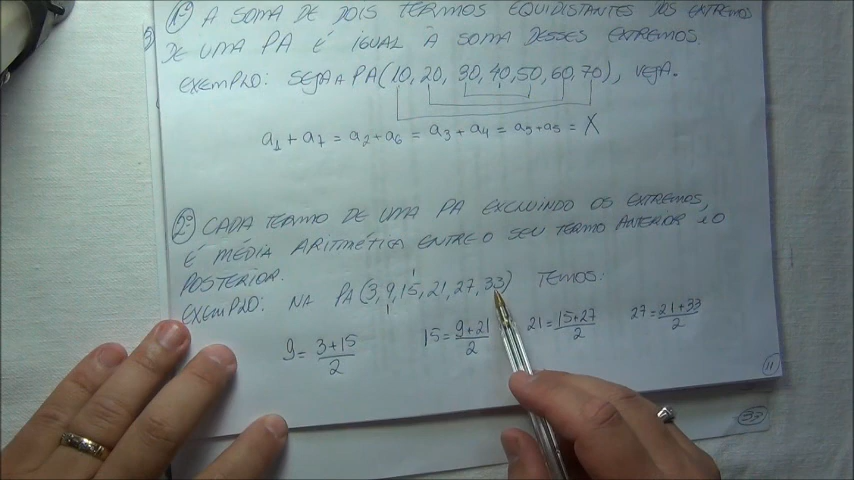 1º A SOMA DE DOIS TERMOS EQUIDISTANTES DOS EXTREMOS
DE UMA PA É IGUAL À SOMA DESSES EXTREMOS.
EXEMPLO: SEJA A PA(10, 20, 30, 40, 50, 60, 70), VEJA.
a₁ + a₇ = a₂ + a₆ = a₃ + a₄ = a₅ + a₅ = X
2º CADA TERMO DE UMA PA EXCLUINDO OS EXTREMOS,
É MÉDIA ARITMÉTICA ENTRE O SEU TERMO ANTERIOR E O
POSTERIOR.
EXEMPLO: NA PA(3, 9, 15, 21, 27, 33) TEMOS:
9 = 3+15/2 15 = 9+21/2 21 = 15+27/2 27 = 21+33/2
11